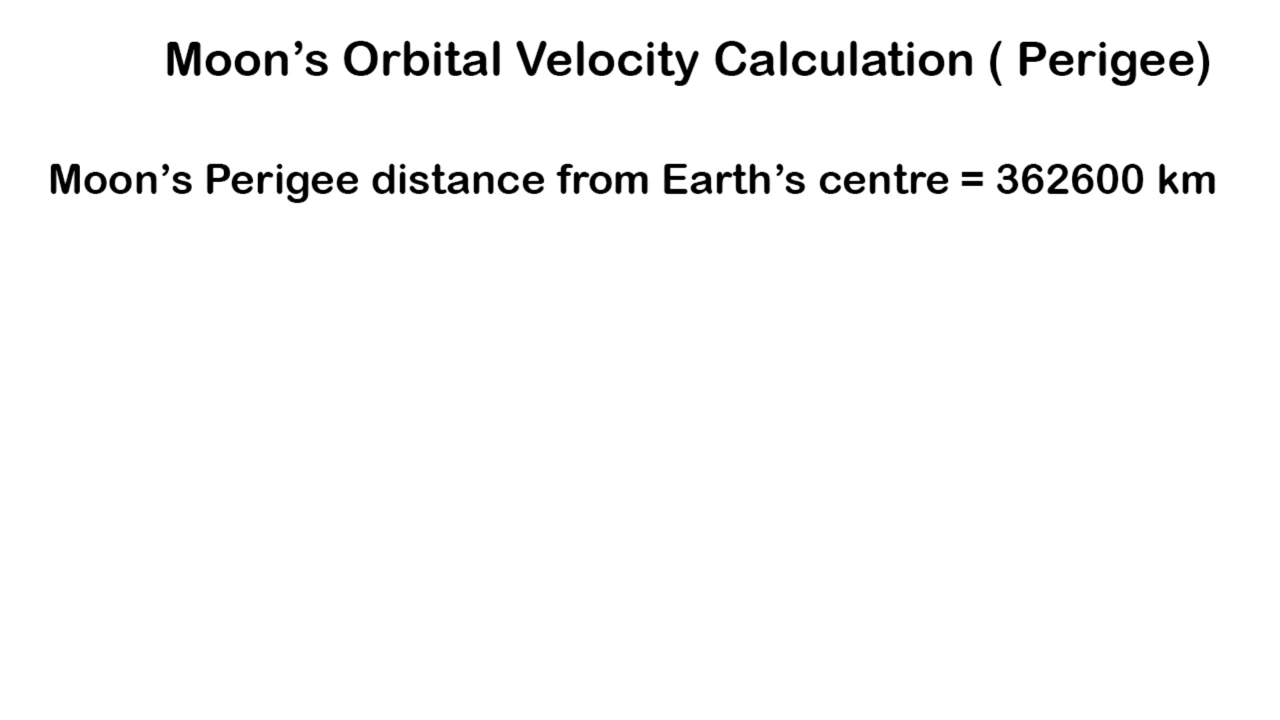 Moon’s Orbital Velocity Calculation ( Perigee)
Moon’s Perigee distance from Earth’s centre = 362600 km